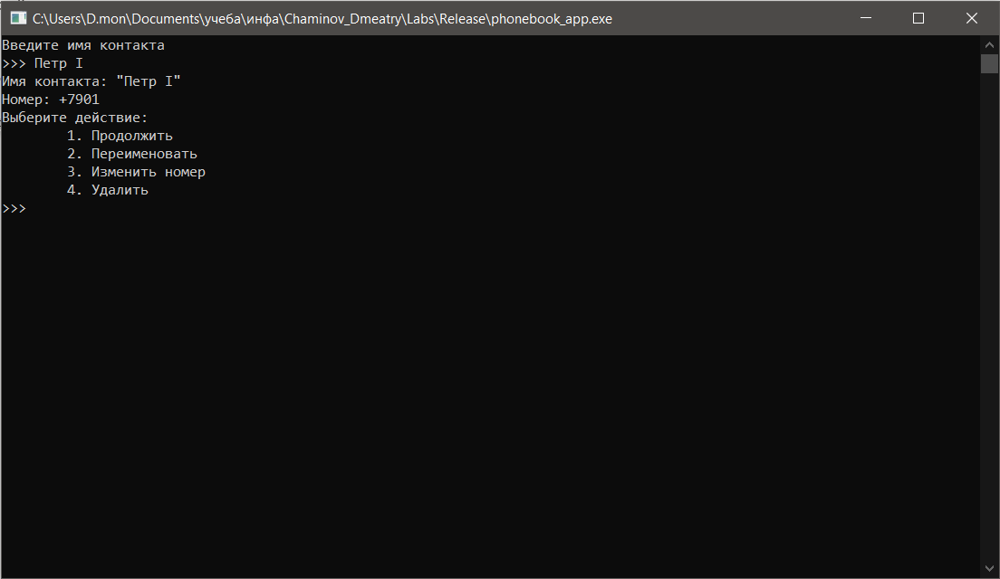 C:\Users\D.mon\Documents\учеба\инфа\Chaminov_Dmeatry\Labs\Release\phonebook_app.exe
Введите имя контакта
>>> Петр I
Имя контакта: "Петр I"
Номер: +7901
Выберите действие:
1. Продолжить
2. Переименовать
3. Изменить номер
4. Удалить
>>>